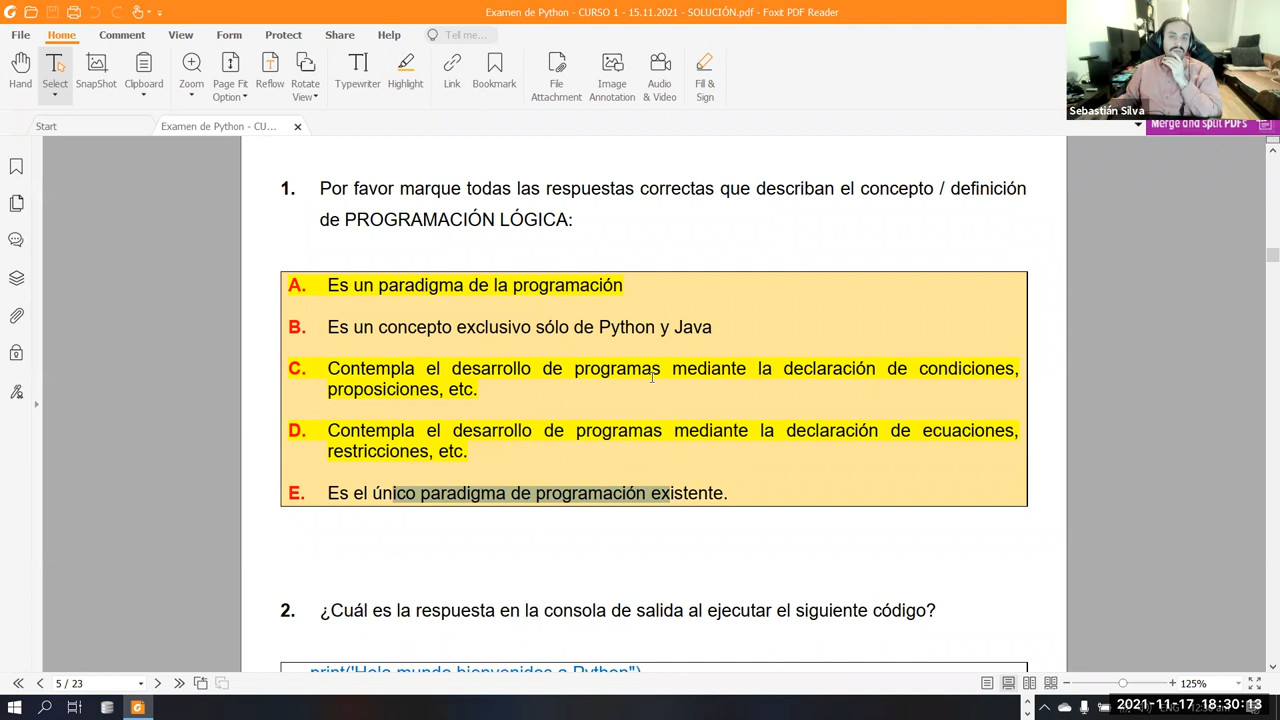 Examen de Python - CURSO 1 - 15.11.2021 - SOLUCIÓN.pdf - Foxit PDF Reader
File Home Comment View Form Protect Share Help Tell me...
Hand Select SnapShot Clipboard Zoom Page Fit Option Reflow Rotate View Typewriter Highlight Link Bookmark File Attachment Image Annotation Audio & Video Fill & Sign
Sebastián Silva
Merge and split PDFs
Start Examen de Python - CU...
1. Por favor marque todas las respuestas correctas que describan el concepto / definición
de PROGRAMACIÓN LÓGICA:
A. Es un paradigma de la programación
B. Es un concepto exclusivo sólo de Python y Java
C. Contempla el desarrollo de programas mediante la declaración de condiciones,
proposiciones, etc.
D. Contempla el desarrollo de programas mediante la declaración de ecuaciones,
restricciones, etc.
E. Es el único paradigma de programación existente.
2. ¿Cuál es la respuesta en la consola de salida al ejecutar el siguiente código?
print('Hola mundo bienvenidos a Python")
5 / 23
125%
2021-11-17 18:30:13